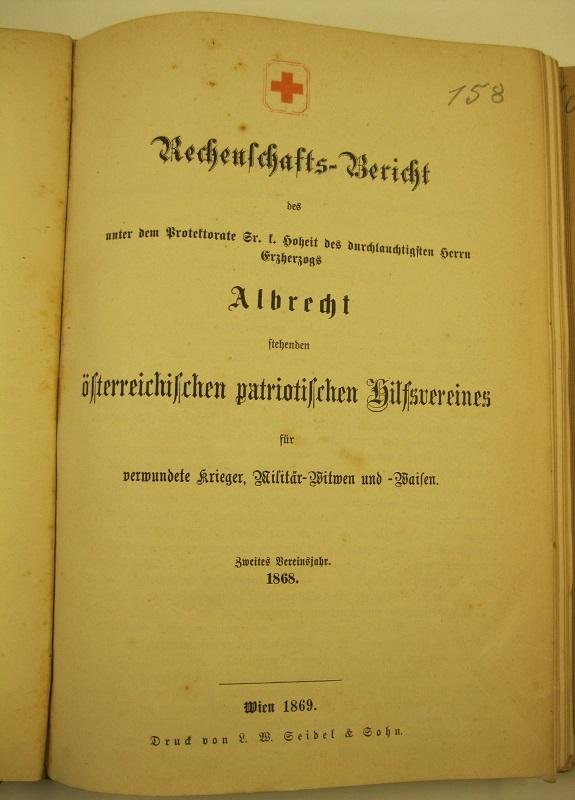 158
Rechenschafts-Bericht
des
unter dem Protektorate Sr. k. Hoheit des durchlauchtigsten Herrn
Erzherzogs
Albrecht
stehenden
österreichischen patriotischen Hilfsvereines
für
verwundete Krieger, Militär-Witwen und -Waisen.
Zweites Vereinsjahr.
1868.
Wien 1869.
Druck von L. W. Seidel & Sohn.